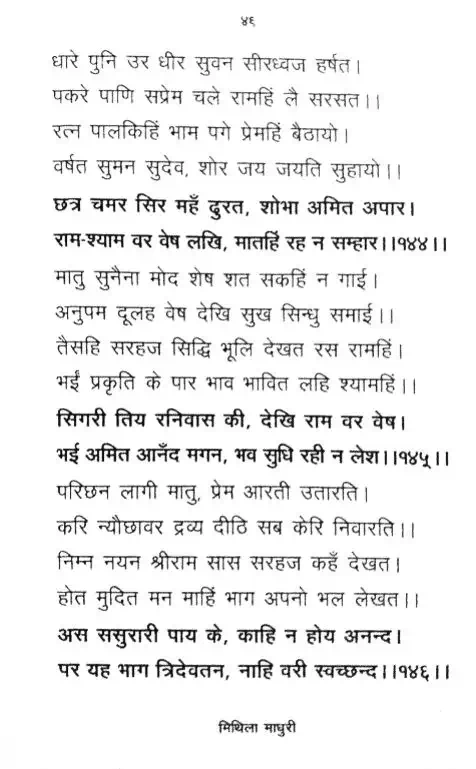 ४६
धारे पुनि उर धीर सुवन सीरध्वज हर्षत।
पकरे पाणि सप्रेम चले रामहिं लै सरसत।।
रत्न पालकिहिं भाम पगे प्रेमहिं बैठायो।
वर्षत सुमन सुदेव, शोर जय जयति सुहायो।।
छत्र चमर सिर महँ ढुरत, शोभा अमित अपार।
राम-श्याम वर वेष लखि, मातहिं रह न सम्हार।।१४४।।
मातु सुनैना मोद शेष शत सकहिं न गाई।
अनुपम दूलह वेष देखि सुख सिन्धु समाई।।
तैसहि सरहज सिद्धि भूलि देखत रस रामहिं।
भईं प्रकृति के पार भाव भावित लहि श्यामहिं।।
सिगरी तिय रनिवास की, देखि राम वर वेष।
भई अमित आनँद मगन, भव सुधि रही न लेश।।१४५।।
परिछन लागी मातु, प्रेम आरती उतारति।
करि न्यौछावर द्रव्य दीठि सब केरि निवारति।।
निम्न नयन श्रीराम सास सरहज कहँ देखत।
होत मुदित मन माहिं भाग अपनो भल लेखत।।
अस ससुरारी पाय के, काहि न होय अनन्द।
पर यह भाग त्रिदेवतन, नाहि वरी स्वच्छन्द।।१४६।।
मिथिला माधुरी